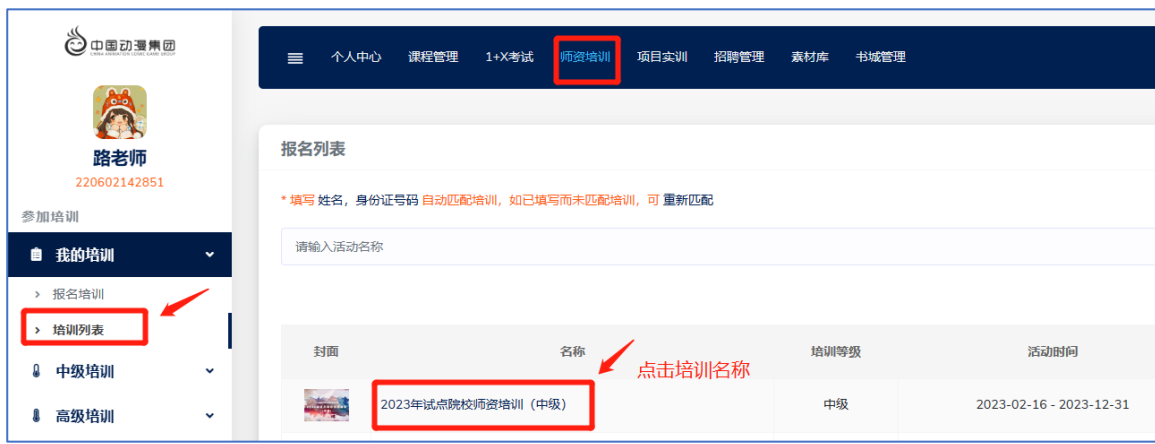 中国动漫集团
CHINA ANIMATION COMIC GAME GROUP
路老师
220602142851
参加培训
我的培训
报名培训
培训列表
中级培训
高级培训
个人中心 课程管理 1+X考试 师资培训 项目实训 招聘管理 素材库 书城管理
报名列表
* 填写 姓名，身份证号码 自动匹配培训，如已填写而未匹配培训，可 重新匹配
请输入活动名称
封面 名称 培训等级 活动时间
点击培训名称
2023年试点院校师资培训（中级） 中级 2023-02-16 - 2023-12-31